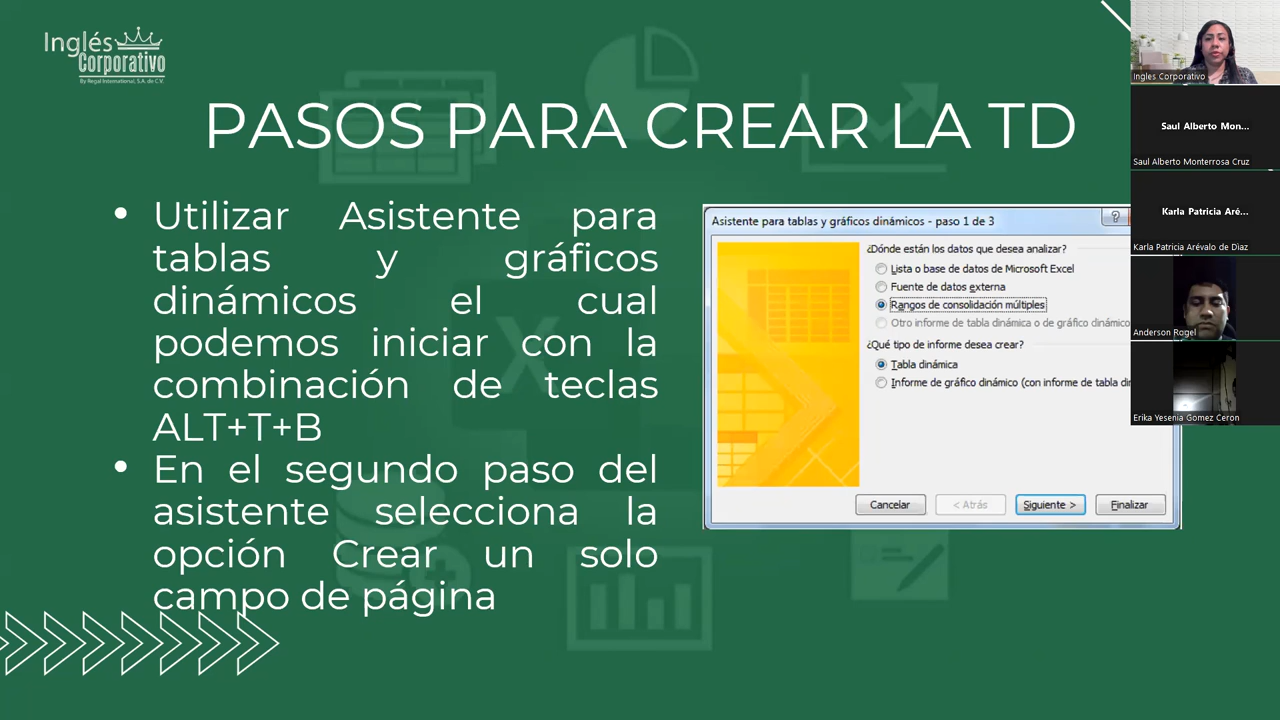 Inglés
Corporativo
By Regal International, S.A. de C.V.
PASOS PARA CREAR LA TD
• Utilizar Asistente para
tablas y gráficos
dinámicos el cual
podemos iniciar con la
combinación de teclas
ALT+T+B
• En el segundo paso del
asistente selecciona la
opción Crear un solo
campo de página
Asistente para tablas y gráficos dinámicos - paso 1 de 3
?
¿Dónde están los datos que desea analizar?
Lista o base de datos de Microsoft Excel
Fuente de datos externa
Rangos de consolidación múltiples
Otro informe de tabla dinámica o de gráfico dinámico
¿Qué tipo de informe desea crear?
Tabla dinámica
Informe de gráfico dinámico (con informe de tabla di
Cancelar
< Atrás
Siguiente >
Finalizar
Ingles Corporativo
Saul Alberto Mon...
Saul Alberto Monterrosa Cruz
Karla Patricia Aré...
Karla Patricia Arévalo de Diaz
Anderson Rogel
Erika Yesenia Gomez Ceron